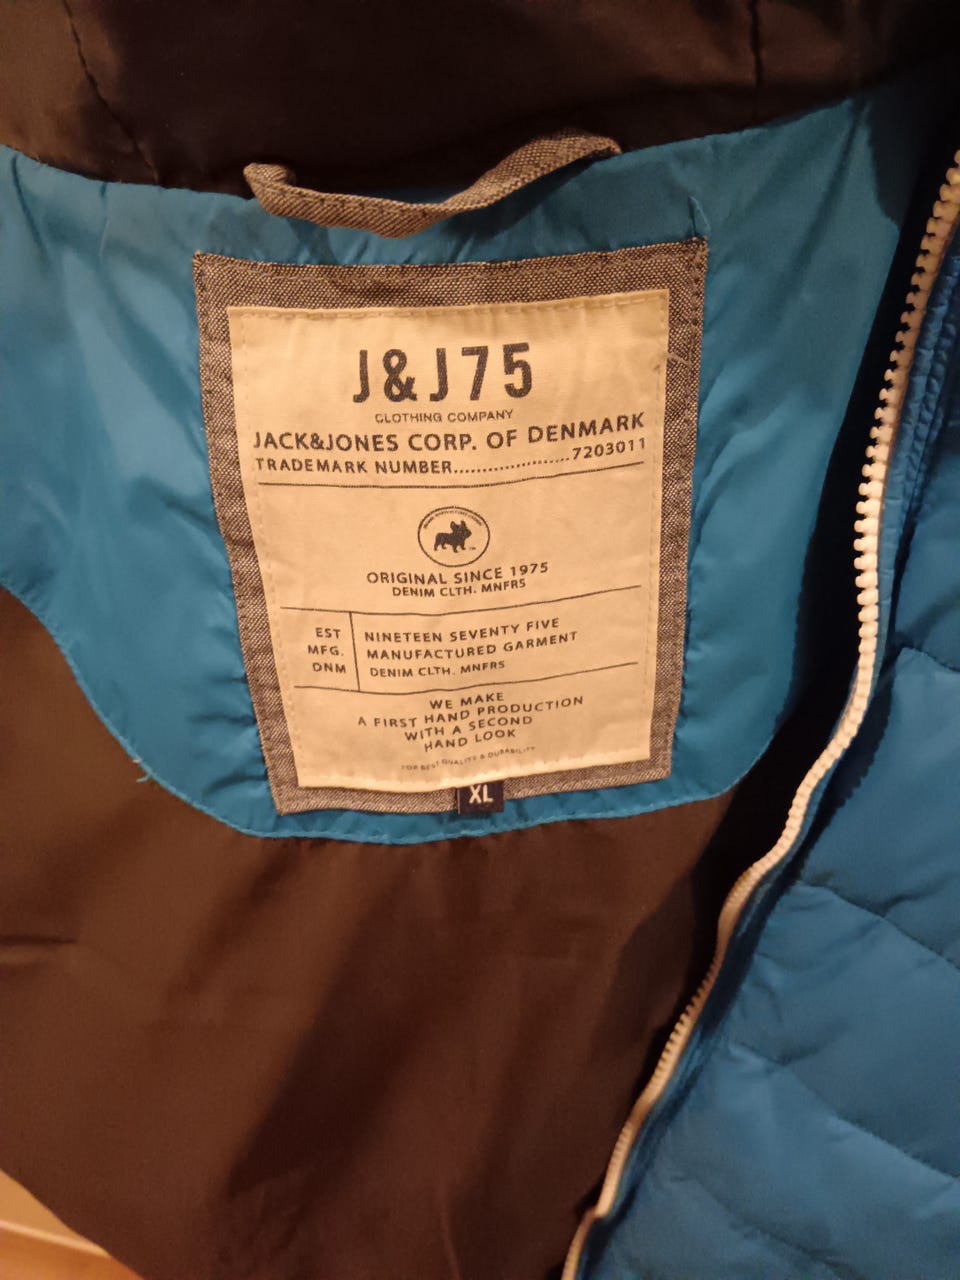 J&J75
CLOTHING COMPANY
JACK&JONES CORP. OF DENMARK
TRADEMARK NUMBER....................7203011
ORIGINAL SINCE 1975
DENIM CLTH. MNFRS
EST
MFG.
DNM
NINETEEN SEVENTY FIVE
MANUFACTURED GARMENT
DENIM CLTH. MNFRS
WE MAKE
A FIRST HAND PRODUCTION
WITH A SECOND
HAND LOOK
FOR BEST QUALITY & DURABILITY
XL